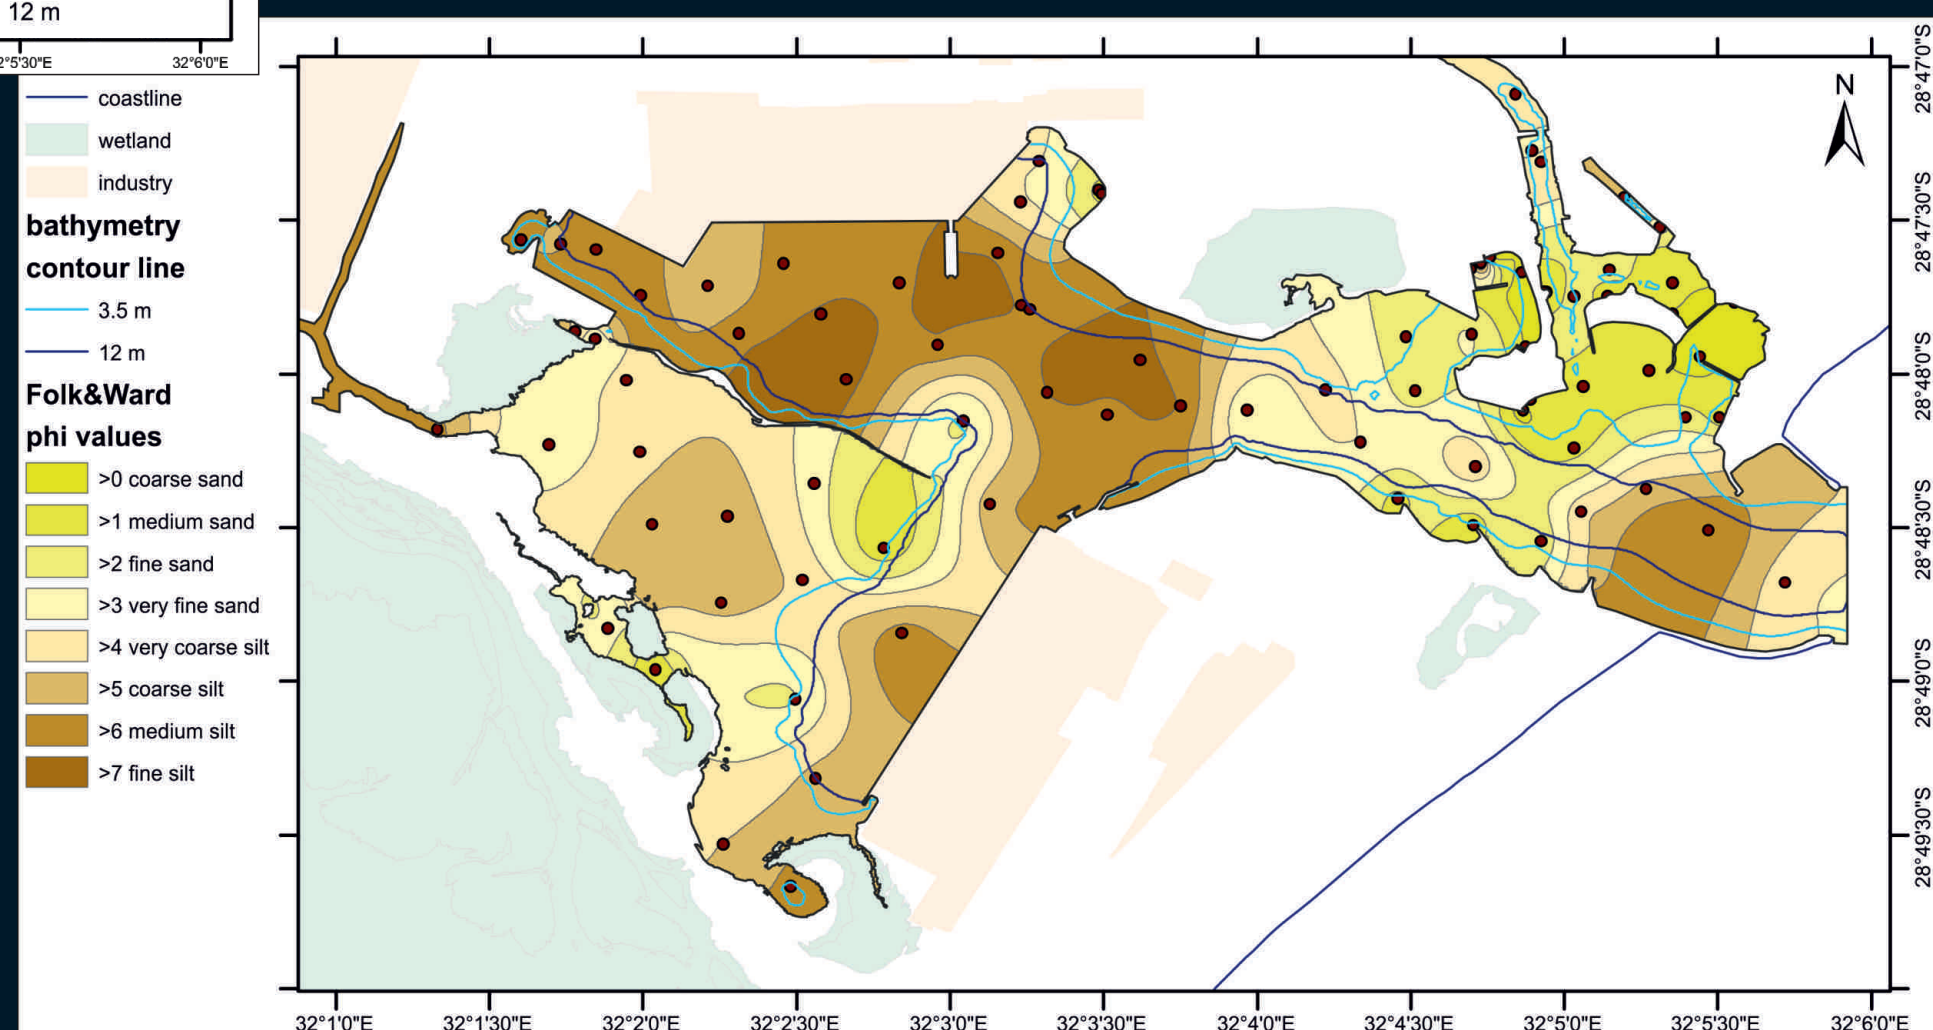 12 m
2°5'30"E 32°6'0"E
coastline
wetland
industry
bathymetry
contour line
3.5 m
12 m
Folk&Ward
phi values
>0 coarse sand
>1 medium sand
>2 fine sand
>3 very fine sand
>4 very coarse silt
>5 coarse silt
>6 medium silt
>7 fine silt
N
28°47'0"S
28°47'30"S
28°48'0"S
28°48'30"S
28°49'0"S
28°49'30"S
32°1'0"E 32°1'30"E 32°2'0"E 32°2'30"E 32°3'0"E 32°3'30"E 32°4'0"E 32°4'30"E 32°5'0"E 32°5'30"E 32°6'0"E